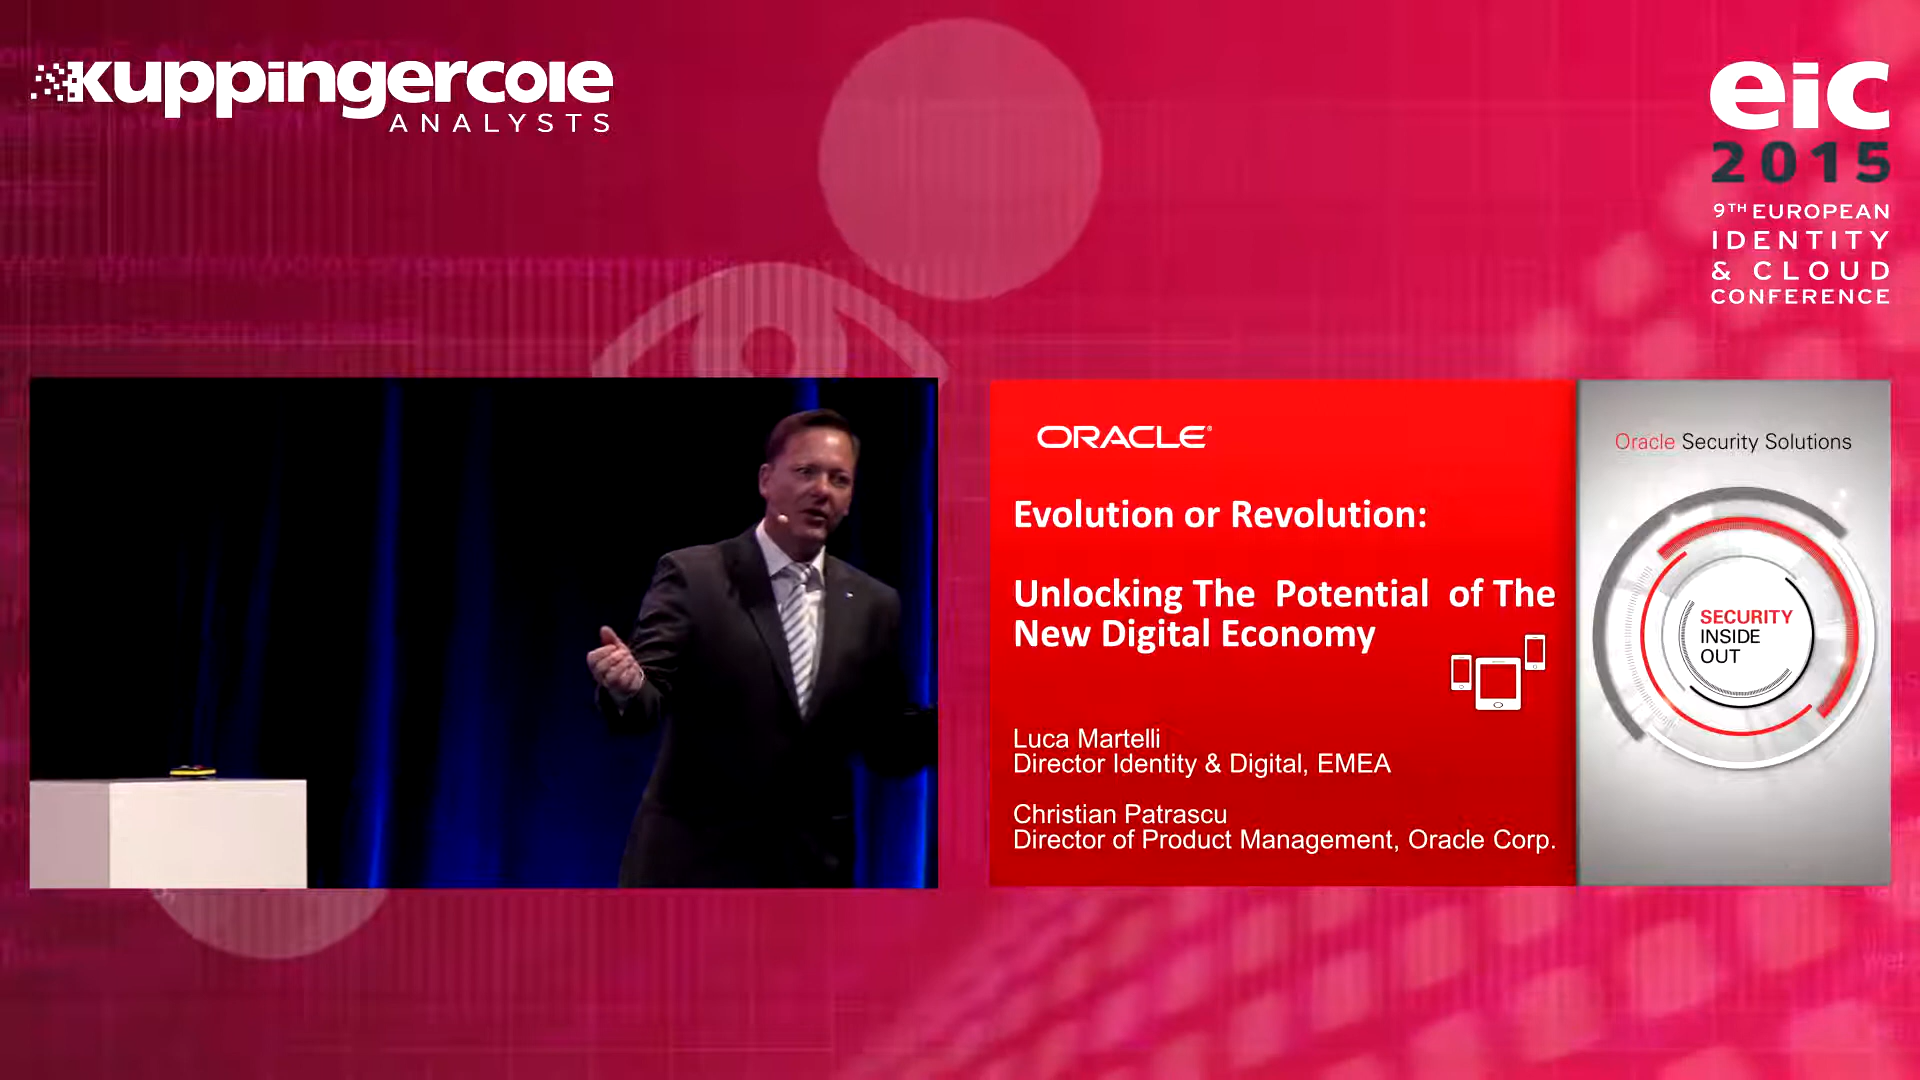 kuppingercole
ANALYSTS
eic
2015
9TH EUROPEAN
IDENTITY
& CLOUD
CONFERENCE
ORACLE®
Evolution or Revolution:
Unlocking The Potential of The
New Digital Economy
Luca Martelli
Director Identity & Digital, EMEA
Christian Patrascu
Director of Product Management, Oracle Corp.
Oracle Security Solutions
SECURITY
INSIDE
OUT